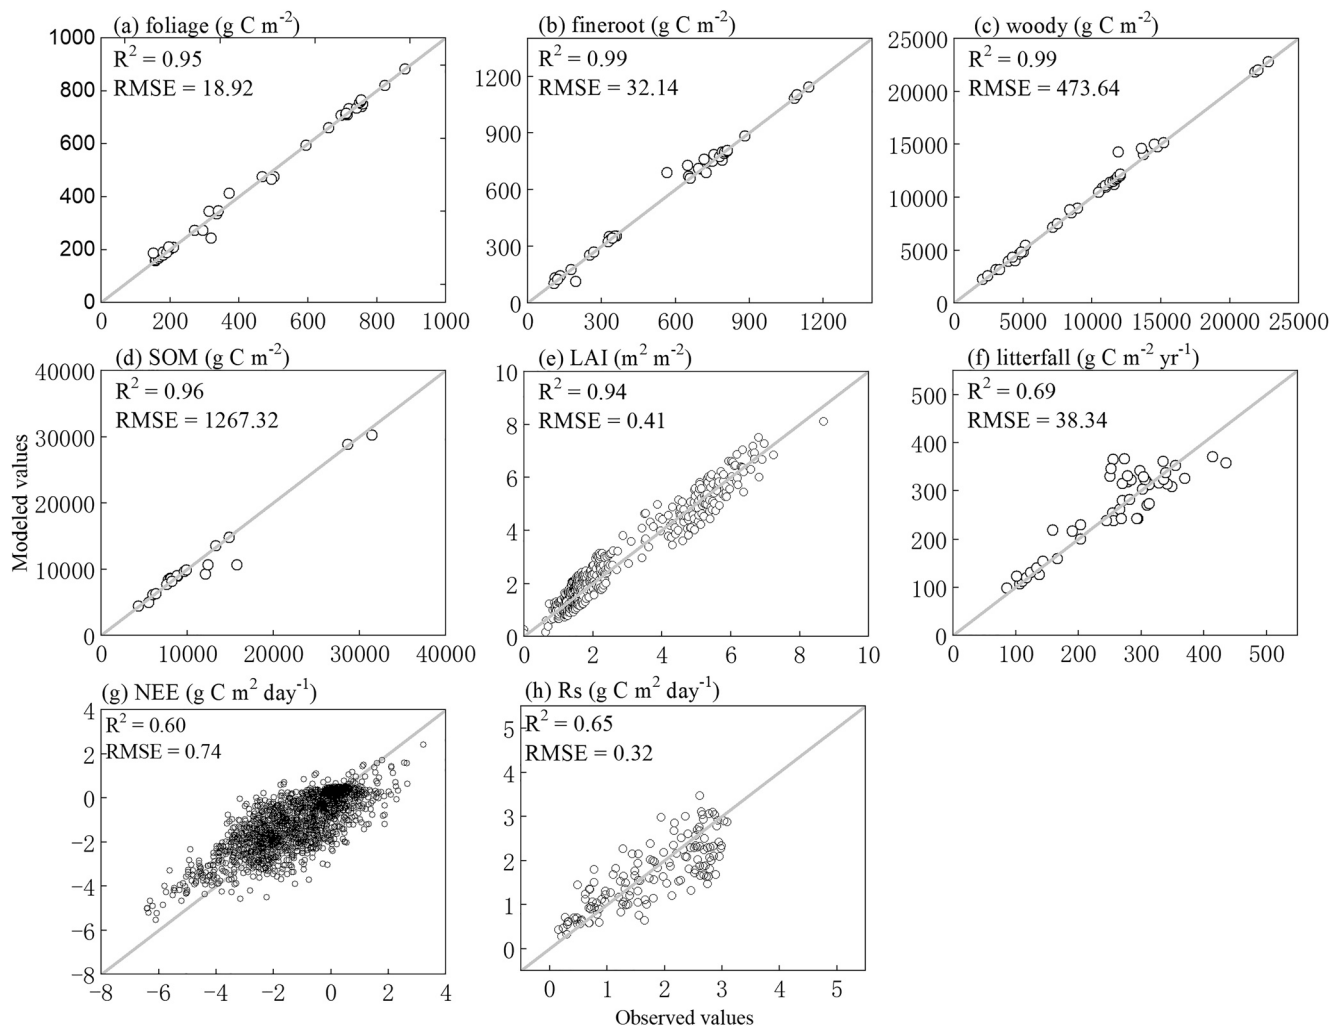 (a) foliage (g C m-2)
R2 = 0.95
RMSE = 18.92
1000
800
600
400
200
0
0 200 400 600 800 1000
(b) fineroot (g C m-2)
R2 = 0.99
RMSE = 32.14
1200
900
600
300
0
0 300 600 900 1200
(c) woody (g C m-2)
R2 = 0.99
RMSE = 473.64
25000
20000
15000
10000
5000
0
0 5000 10000 15000 20000 25000
(d) SOM (g C m-2)
R2 = 0.96
RMSE = 1267.32
40000
30000
20000
10000
0
0 10000 20000 30000 40000
Modeled values
(e) LAI (m2 m-2)
R2 = 0.94
RMSE = 0.41
10
8
6
4
2
0
0 2 4 6 8 10
(f) litterfall (g C m-2 yr-1)
R2 = 0.69
RMSE = 38.34
500
400
300
200
100
0
0 100 200 300 400 500
(g) NEE (g C m2 day-1)
R2 = 0.60
RMSE = 0.74
4
2
0
−2
−4
−6
−8
−8 −6 −4 −2 0 2 4
(h) Rs (g C m2 day-1)
R2 = 0.65
RMSE = 0.32
5
4
3
2
1
0
0 1 2 3 4 5
Observed values